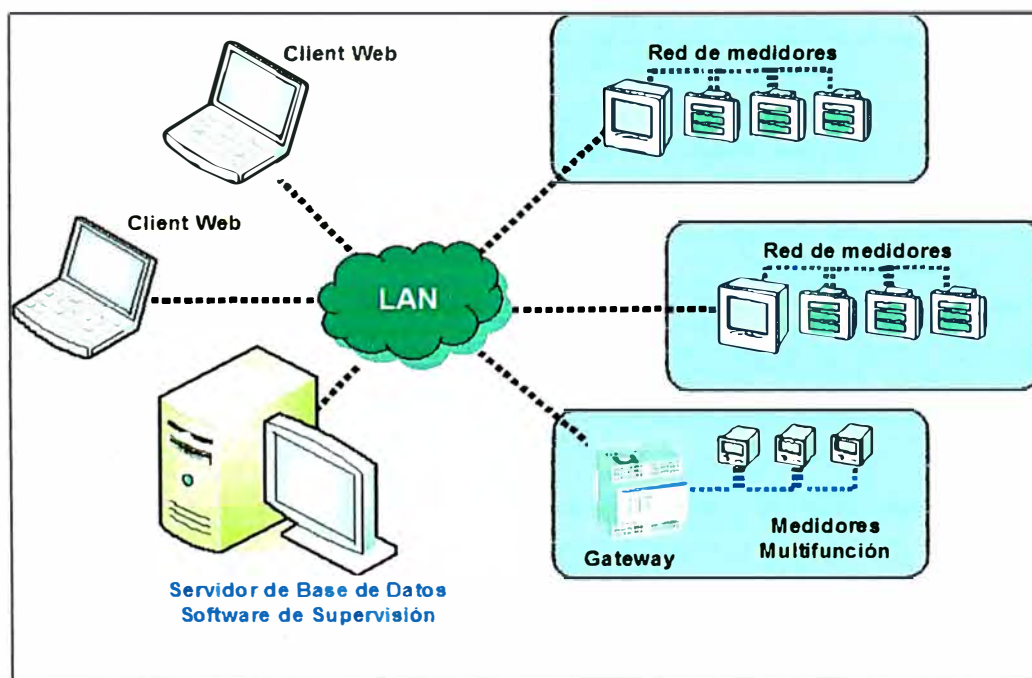 Client Web
Red de medidores
Client Web
Red de medidores
LAN
Gateway
Medidores
Multifunción
Servidor de Base de Datos
Software de Supervisión